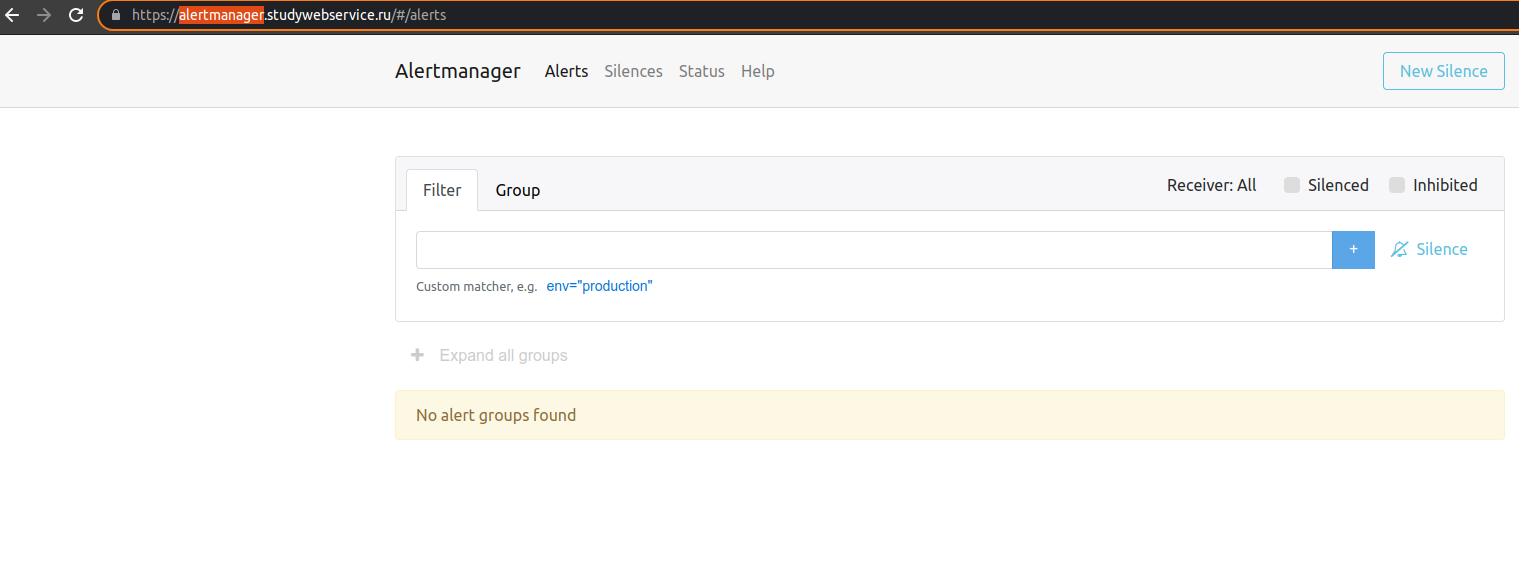 https://alertmanager.studywebservice.ru/#/alerts
Alertmanager Alerts Silences Status Help New Silence
Filter Group Receiver: All Silenced Inhibited
+ Silence
Custom matcher, e.g. env="production"
+ Expand all groups
No alert groups found